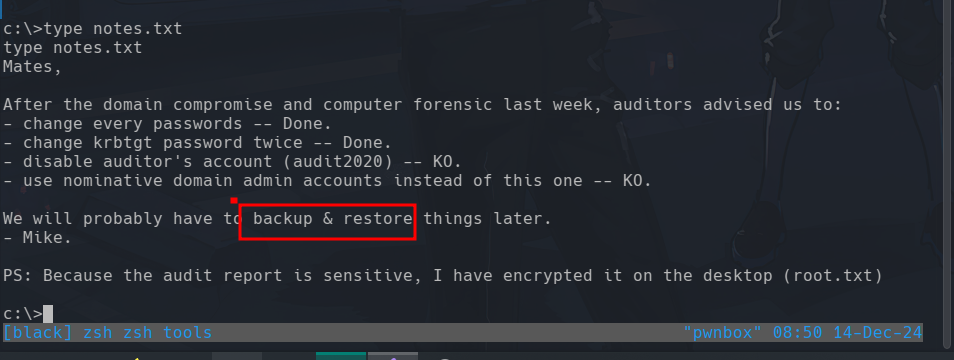 c:\>type notes.txt
type notes.txt
Mates,
After the domain compromise and computer forensic last week, auditors advised us to:
- change every passwords -- Done.
- change krbtgt password twice -- Done.
- disable auditor's account (audit2020) -- KO.
- use nominative domain admin accounts instead of this one -- KO.
We will probably have to backup & restore things later.
- Mike.
PS: Because the audit report is sensitive, I have encrypted it on the desktop (root.txt)
c:\>
[black] zsh zsh tools "pwnbox" 08:50 14-Dec-24